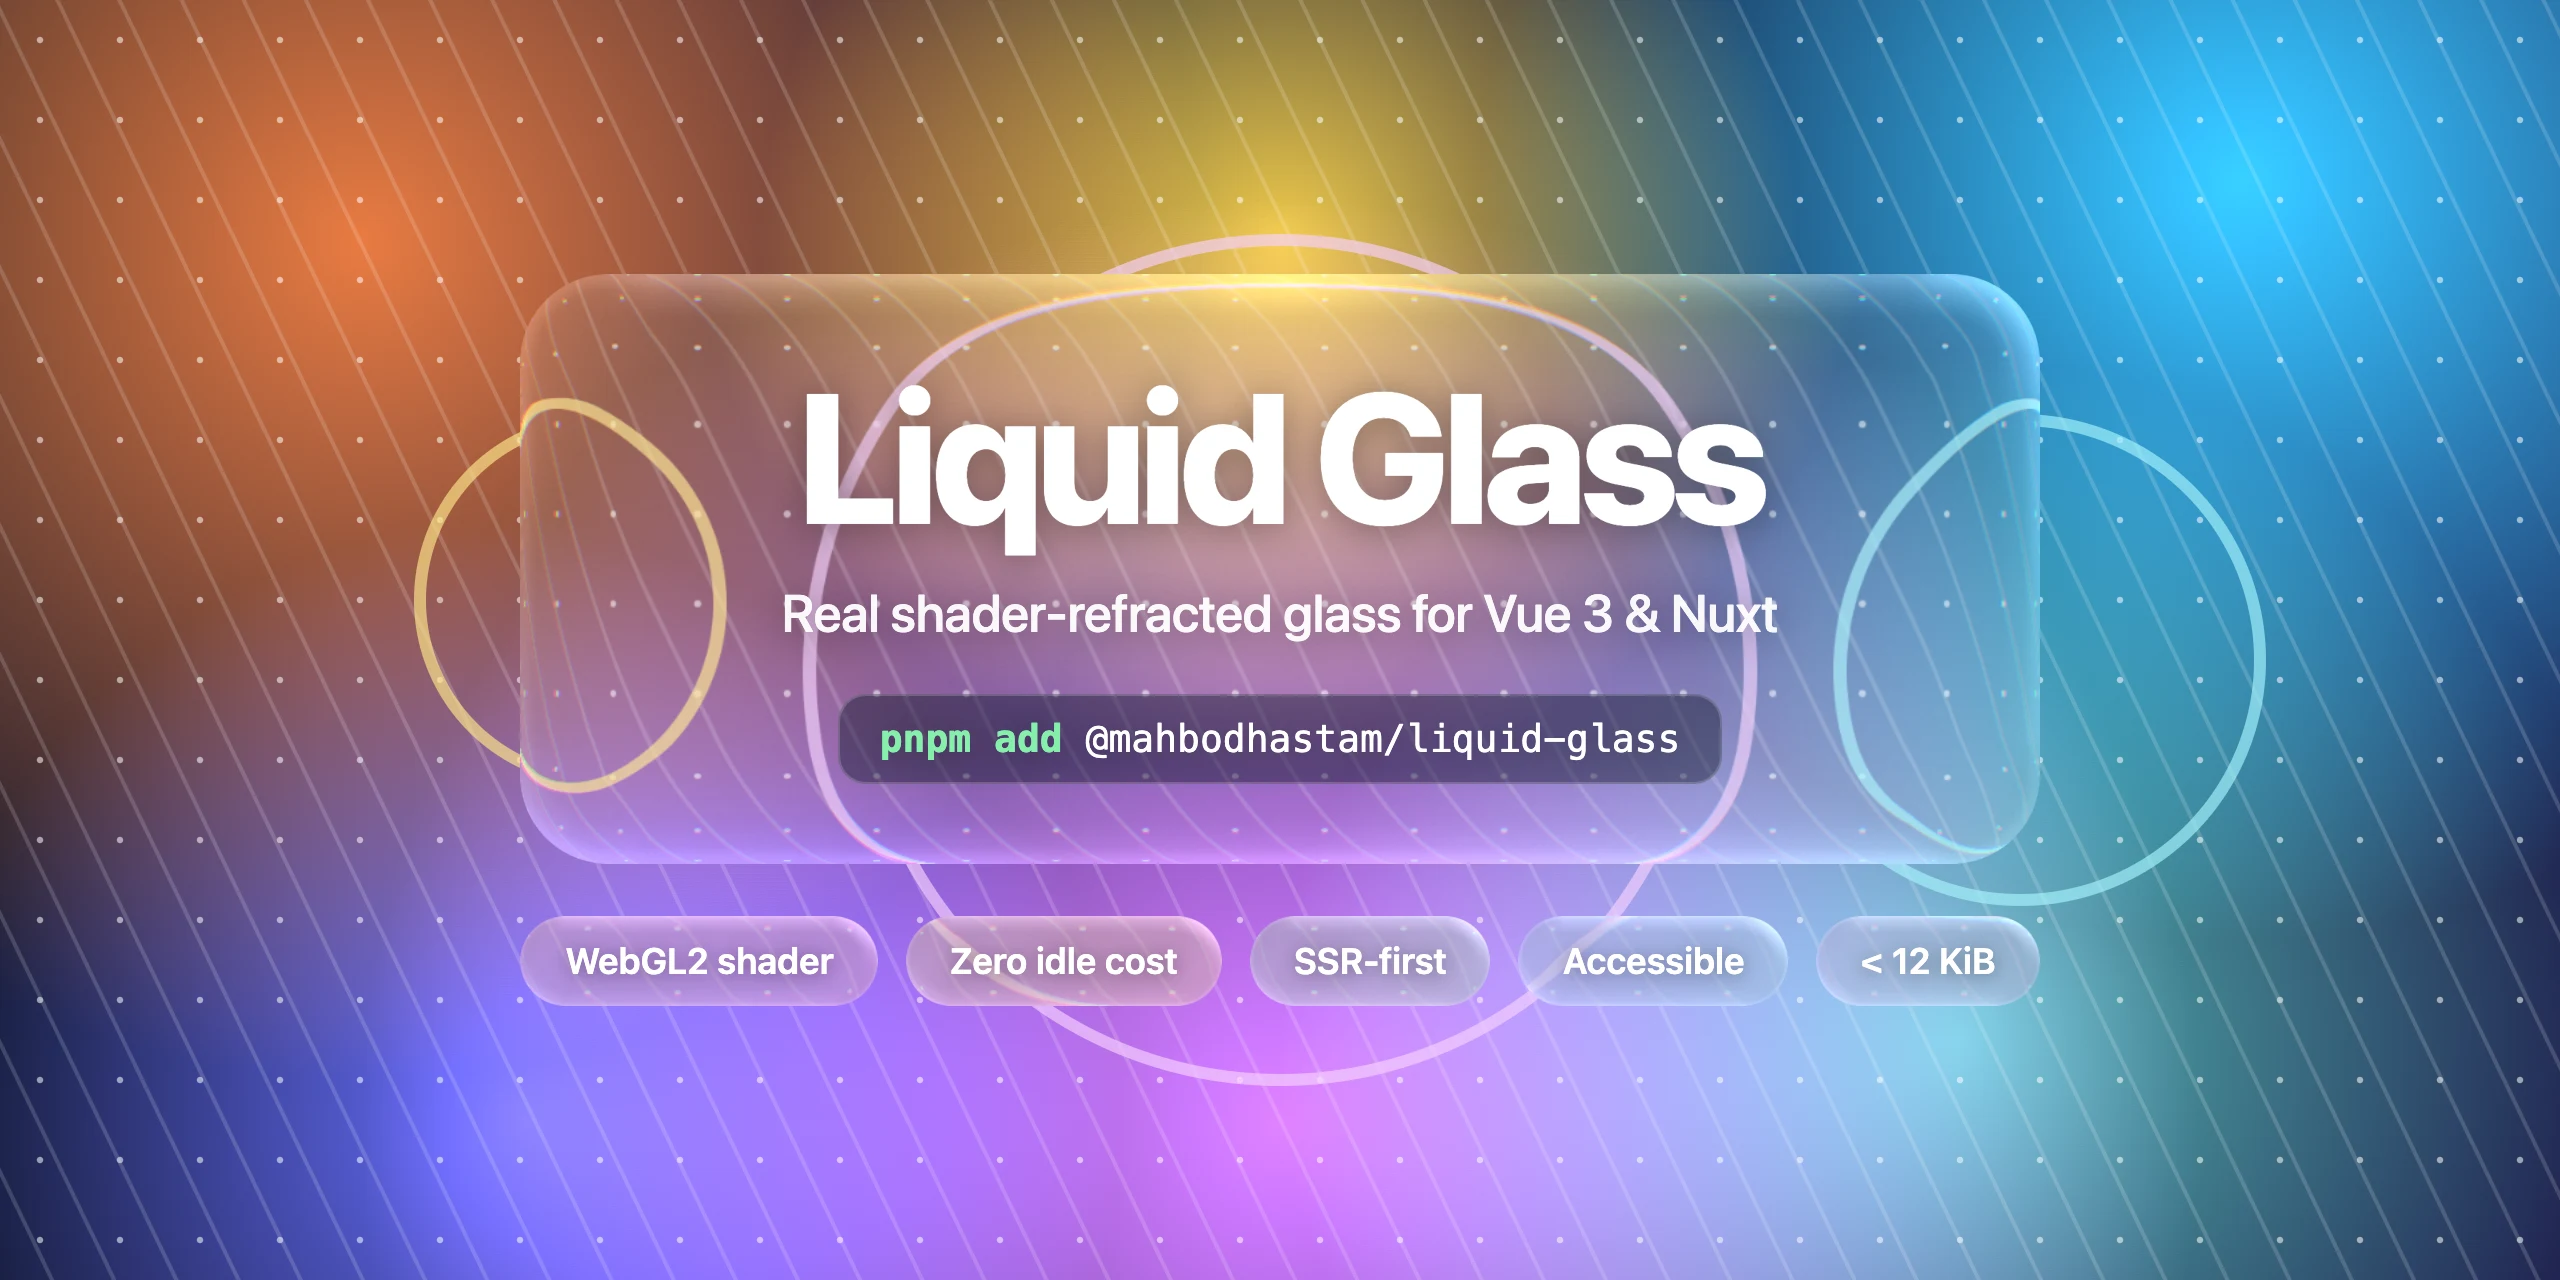 Liquid Glass
Real shader-refracted glass for Vue 3 & Nuxt
pnpm add @mahbodhastam/liquid-glass
WebGL2 shader
Zero idle cost
SSR-first
Accessible
< 12 KiB